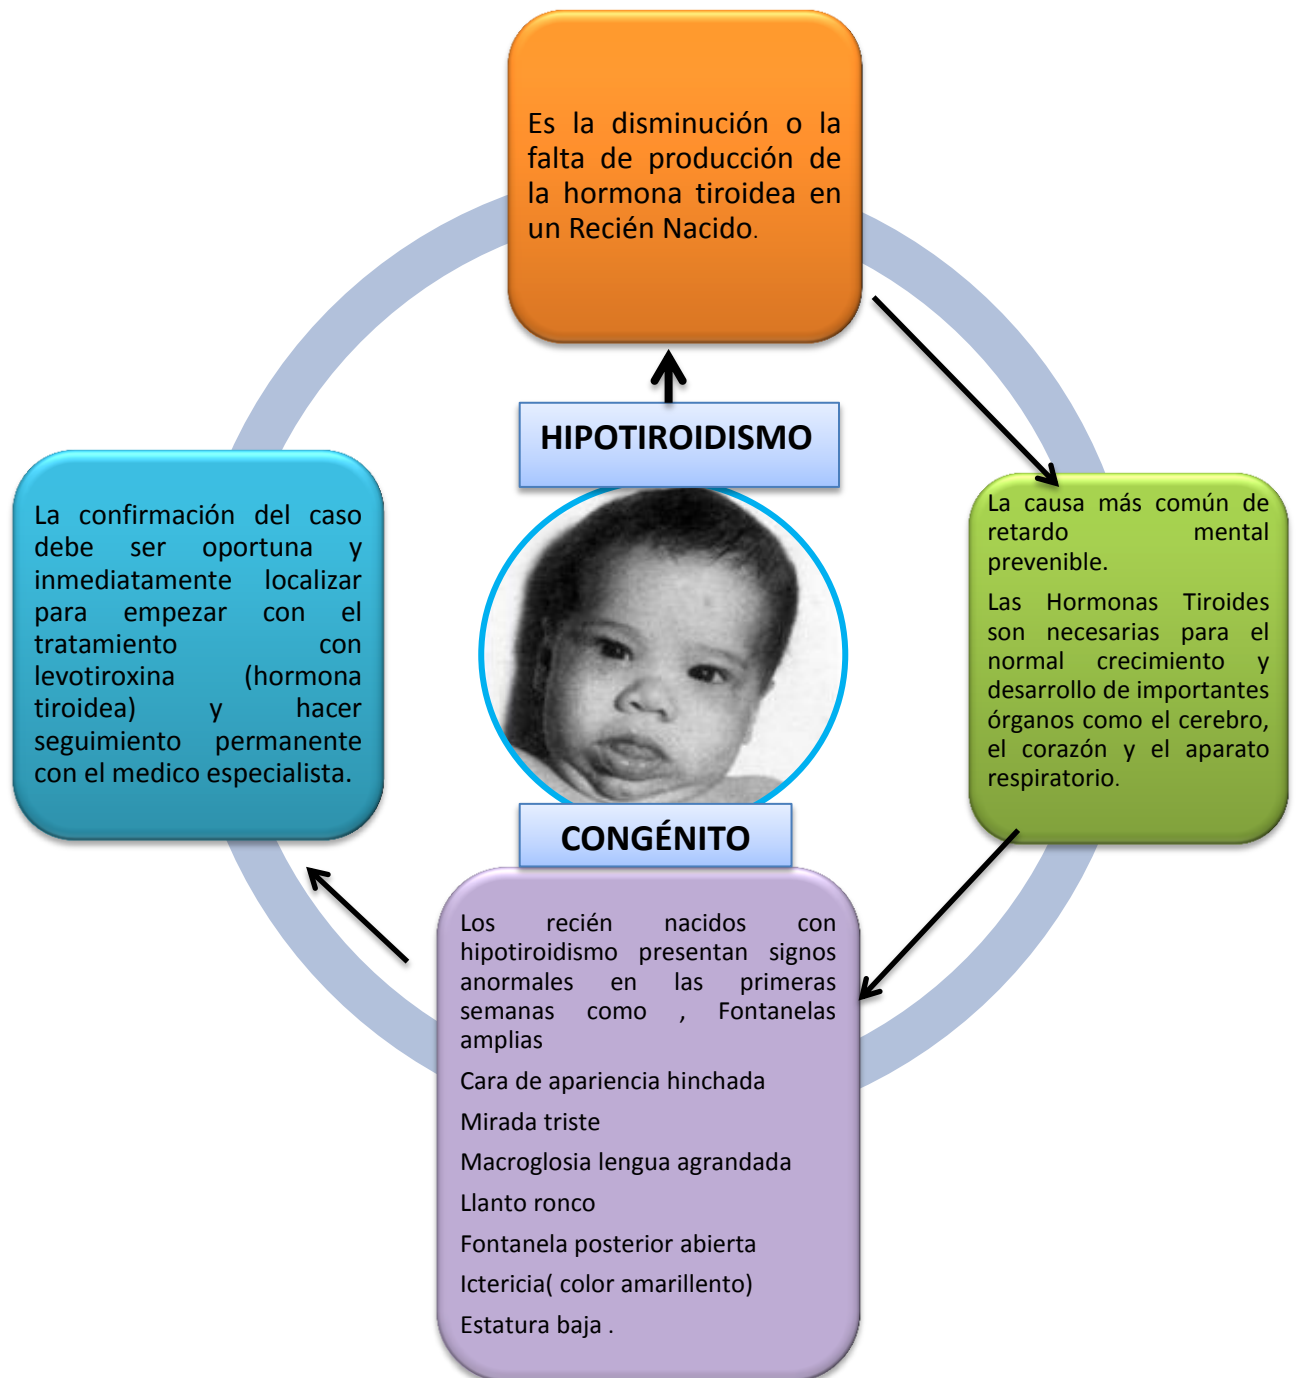 Es la disminución o la
falta de producción de
la hormona tiroidea en
un Recién Nacido.
HIPOTIROIDISMO
La causa más común de
retardo mental
prevenible.
Las Hormonas Tiroides
son necesarias para el
normal crecimiento y
desarrollo de importantes
órganos como el cerebro,
el corazón y el aparato
respiratorio.
La confirmación del caso
debe ser oportuna y
inmediatamente localizar
para empezar con el
tratamiento con
levotiroxina (hormona
tiroidea) y hacer
seguimiento permanente
con el medico especialista.
CONGÉNITO
Los recién nacidos con
hipotiroidismo presentan signos
anormales en las primeras
semanas como , Fontanelas
amplias
Cara de apariencia hinchada
Mirada triste
Macroglosia lengua agrandada
Llanto ronco
Fontanela posterior abierta
Ictericia( color amarillento)
Estatura baja .